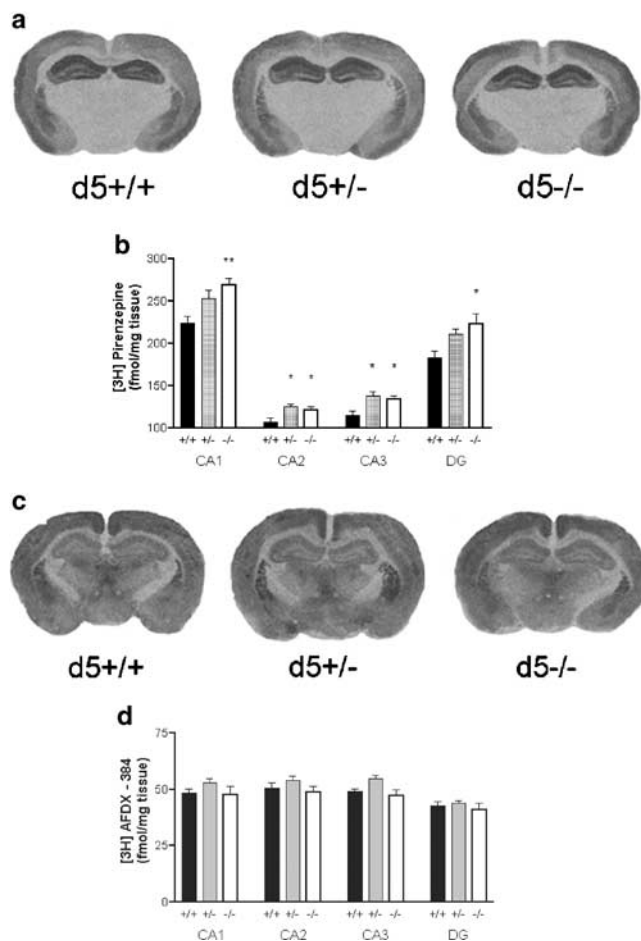 a
d5+/+ d5+/- d5-/-
b
[3H] Pirenzepine
(fmol/mg tissue)
300
250
200
150
100
**
* *
* *
*
+/+ +/- -/- +/+ +/- -/- +/+ +/- -/- +/+ +/- -/-
CA1 CA2 CA3 DG
c
d5+/+ d5+/- d5-/-
d
[3H] AFDX - 384
(fmol/mg tissue)
75
50
25
0
+/+ +/- -/- +/+ +/- -/- +/+ +/- -/- +/+ +/- -/-
CA1 CA2 CA3 DG